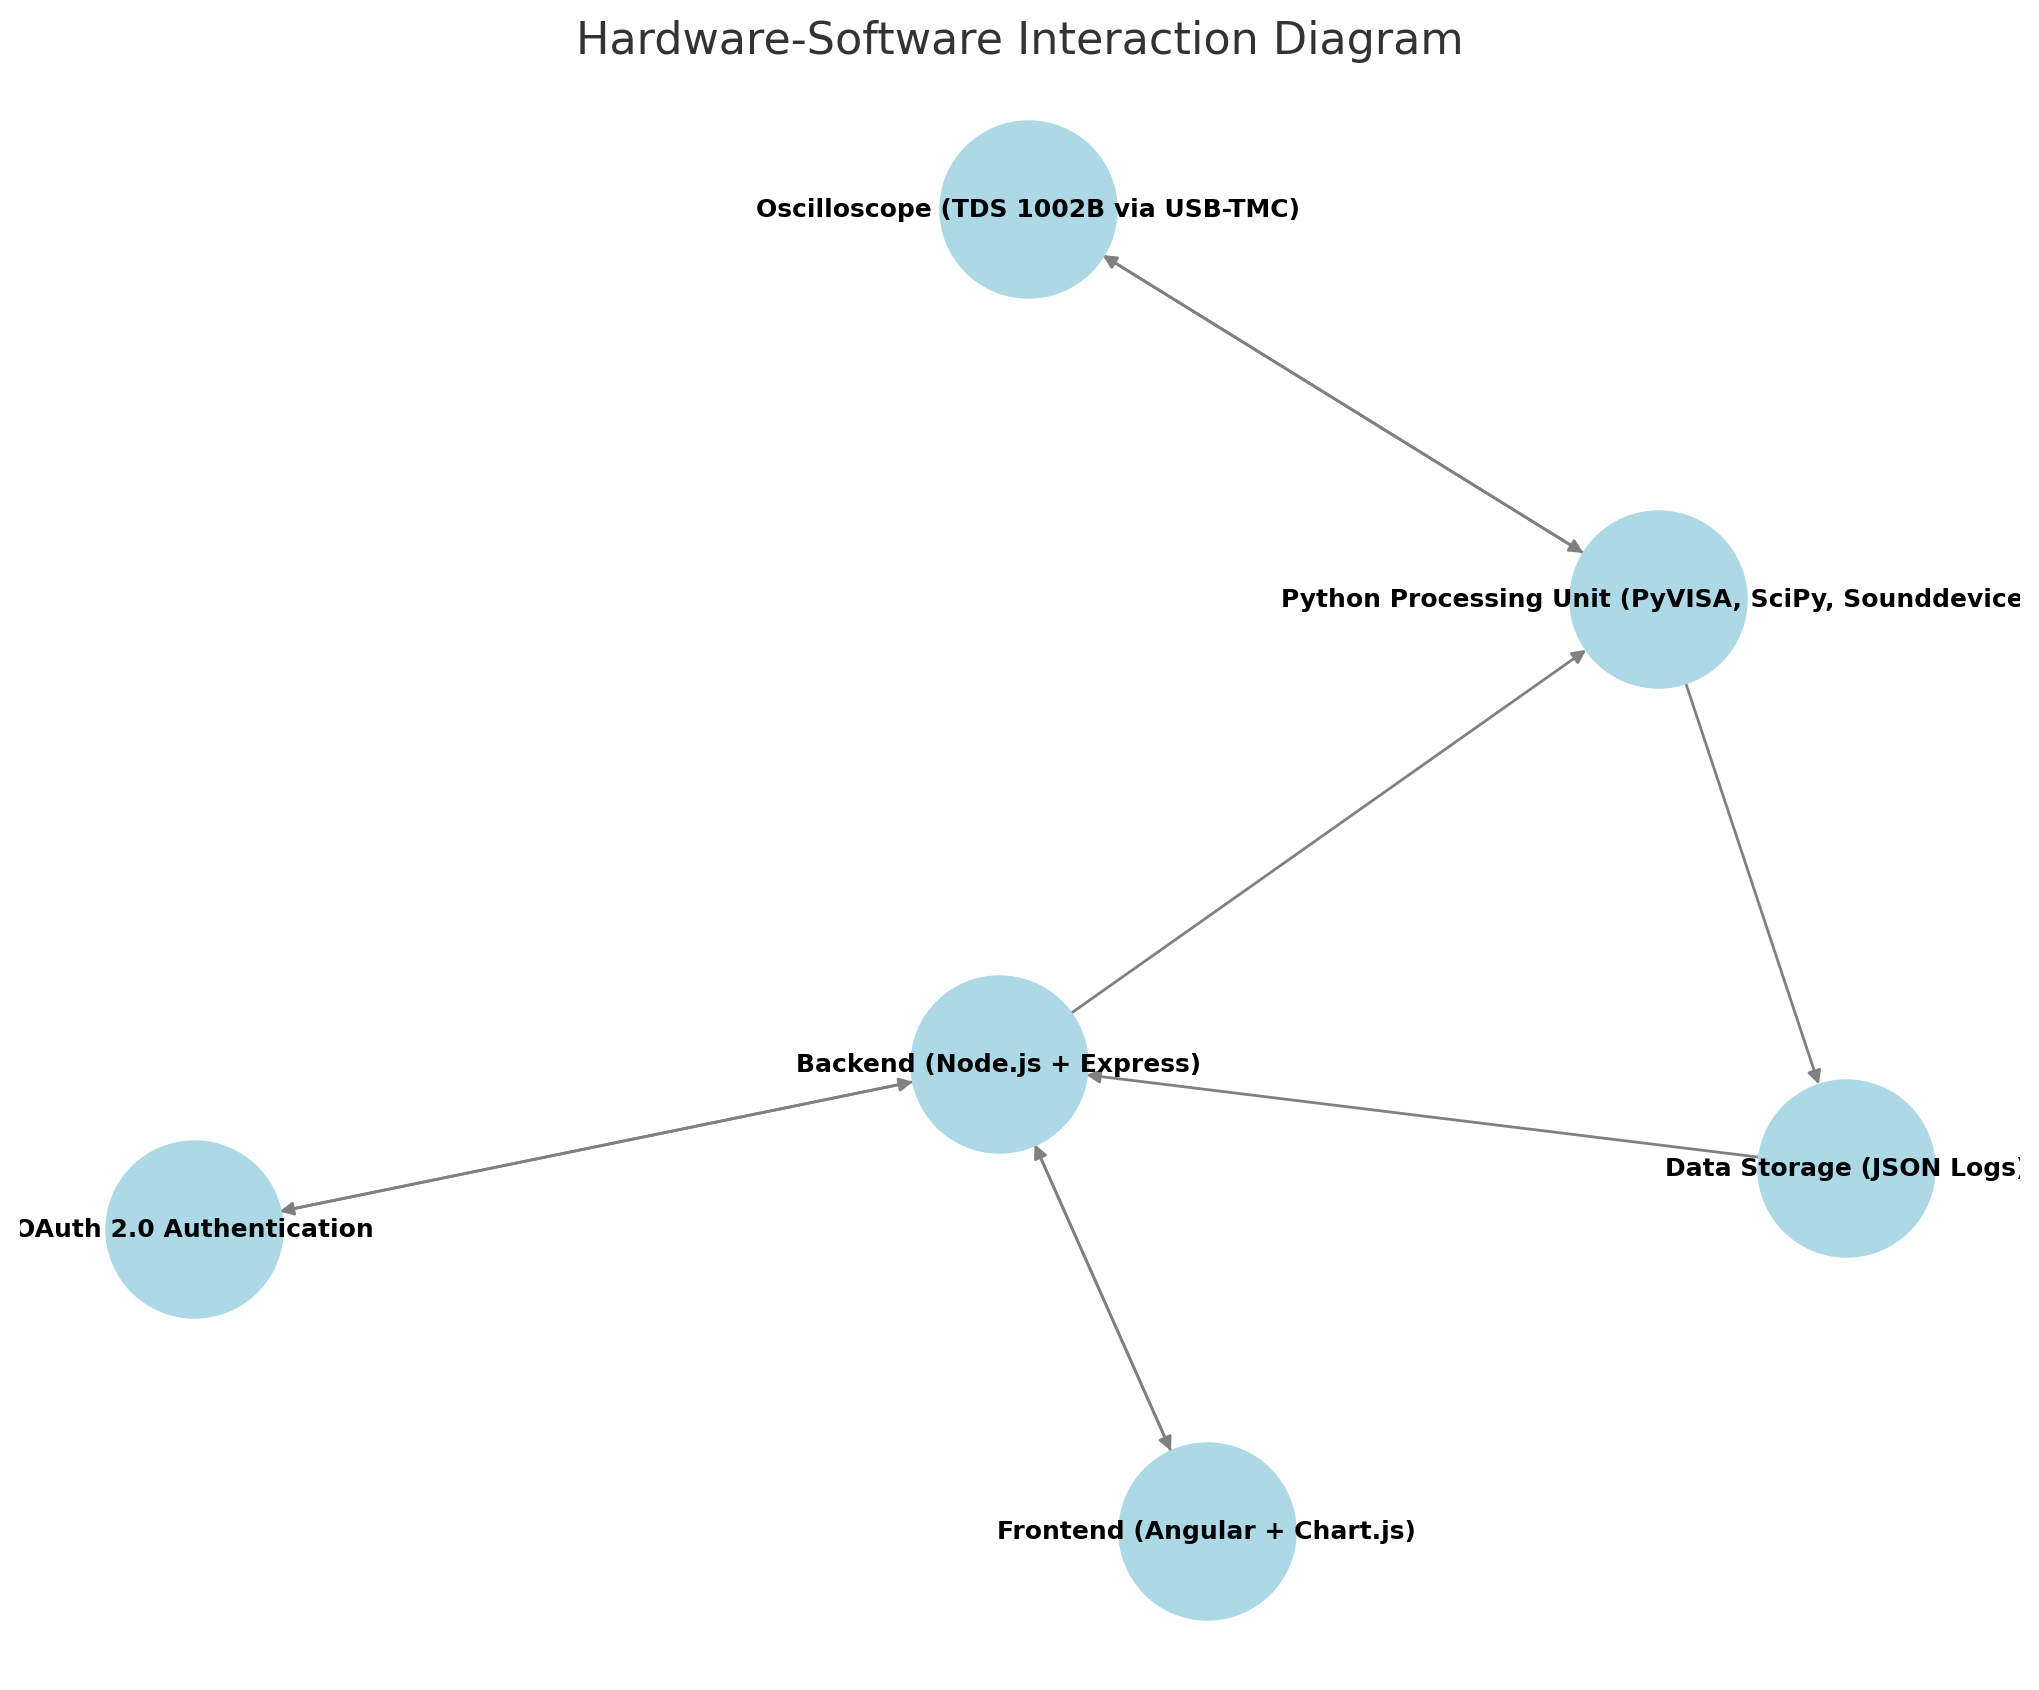 Hardware-Software Interaction Diagram
Oscilloscope (TDS 1002B via USB-TMC)
Python Processing Unit (PyVISA, SciPy, Sounddevice
Backend (Node.js + Express)
Data Storage (JSON Logs)
OAuth 2.0 Authentication
Frontend (Angular + Chart.js)